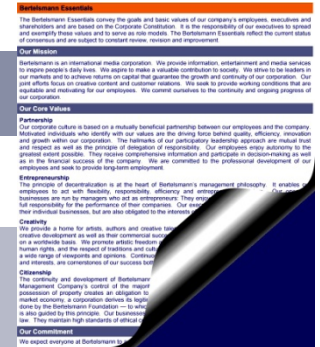 Bertelsmann Essentials
The Bertelsmann Essentials convey the goals and basic values of our company's employees, executives and
shareholders and are based on the Corporate Constitution. It is the responsibility of our executives to spread
and exemplify these values and to serve as role models. The Bertelsmann Essentials reflect the current status
of consensus and are subject to constant review, revision and improvement.
Our Mission
Bertelsmann is an international media corporation. We provide information, entertainment and media services
to inspire people's daily lives. We aspire to make a valuable contribution to society. We strive to be leaders in
our markets and to achieve returns on capital that guarantee the growth and continuity of our corporation. Our
joint efforts focus on creative content and customer relations. We seek to provide working conditions that are
equitable and motivating for our employees. We commit ourselves to the continuity and ongoing progress of
our corporation.
Our Core Values
Partnership
Our corporate culture is based on a mutually beneficial partnership between our employees and the company.
Motivated individuals who identify with our values are the driving force behind quality, efficiency, innovation
and growth within our corporation. The hallmarks of our participatory leadership approach are mutual trust
and respect as well as the principle of delegation of responsibility. Our employees enjoy autonomy to the
greatest extent possible. They receive comprehensive information and participate in decision-making as well
as in the financial success of the company. We are committed to the professional development of our
employees and seek to provide long-term employment.
Entrepreneurship
The principle of decentralization is at the heart of Bertelsmann's management philosophy. It enables
employees to act with flexibility, responsibility, efficiency and
businesses are run by managers who act as entrepreneurs: They enjoy
full responsibility for the performance of their companies. Our
their individual businesses, but are also obligated to the interests
Creativity
We provide a home for artists, authors and creative
creative development as well as their commercial
on a worldwide basis. We promote artistic freedom
human rights, and the respect of traditions and
a wide range of viewpoints and opinions.
and interests, are cornerstones of our success
Citizenship
The continuity and development of
Management Company's control of the
possession of property creates an obligation to
market economy, a corporation derives its
done by the Bertelsmann Foundation — to
is also guided by this principle. Our
law. They maintain high standards of ethical
Our Commitment
We expect everyone at Bertelsmann to